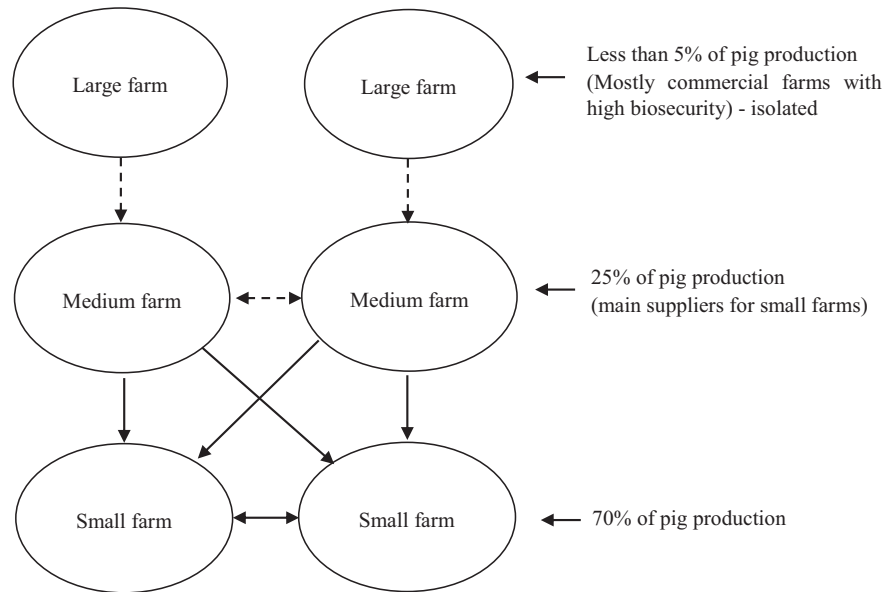 Large farm
Large farm
Less than 5% of pig production
(Mostly commercial farms with
high biosecurity) - isolated
Medium farm
Medium farm
25% of pig production
(main suppliers for small farms)
Small farm
Small farm
70% of pig production